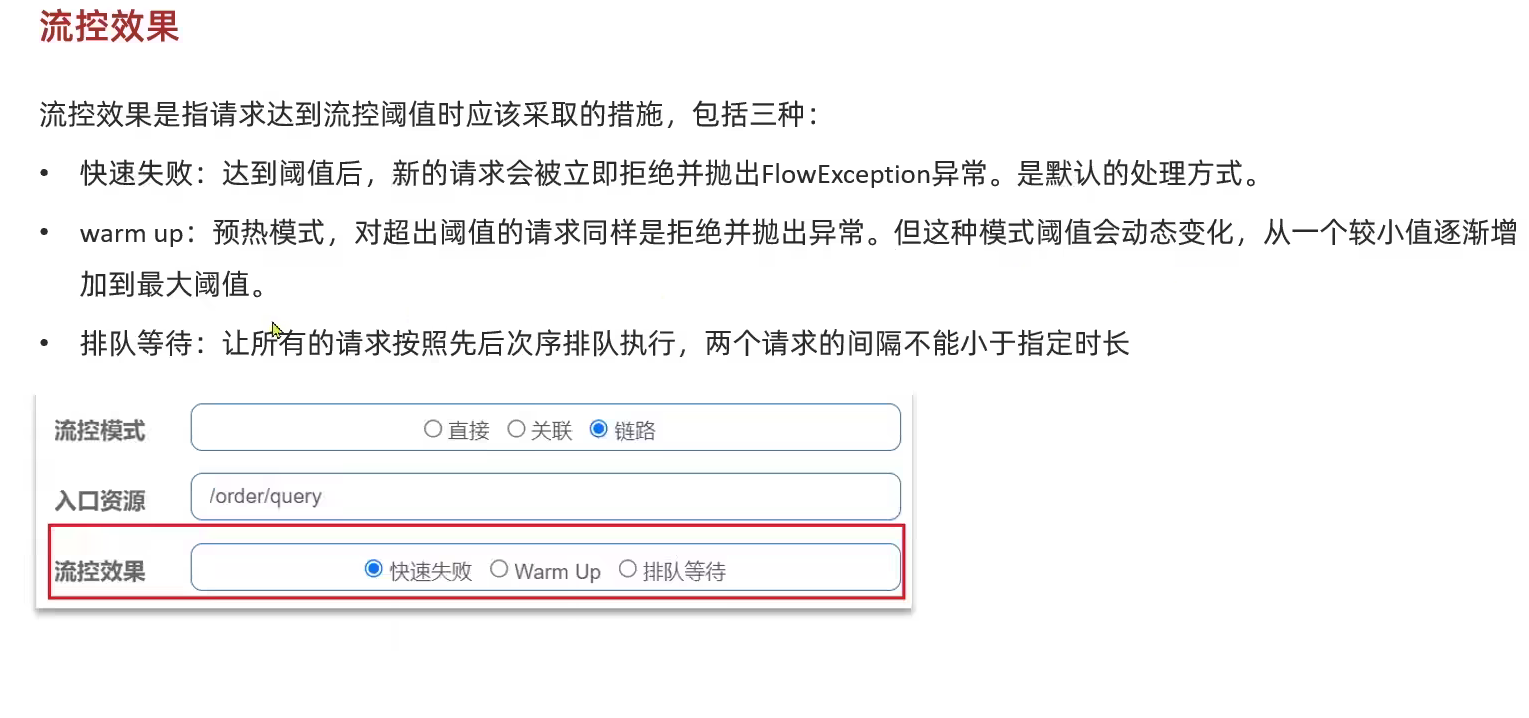 流控效果
流控效果是指请求达到流控阈值时应该采取的措施，包括三种：
• 快速失败：达到阈值后，新的请求会被立即拒绝并抛出FlowException异常。是默认的处理方式。
• warm up：预热模式，对超出阈值的请求同样是拒绝并抛出异常。但这种模式阈值会动态变化，从一个较小值逐渐增
加到最大阈值。
• 排队等待：让所有的请求按照先后次序排队执行，两个请求的间隔不能小于指定时长
流控模式 直接 关联 链路
入口资源 /order/query
流控效果 快速失败 Warm Up 排队等待